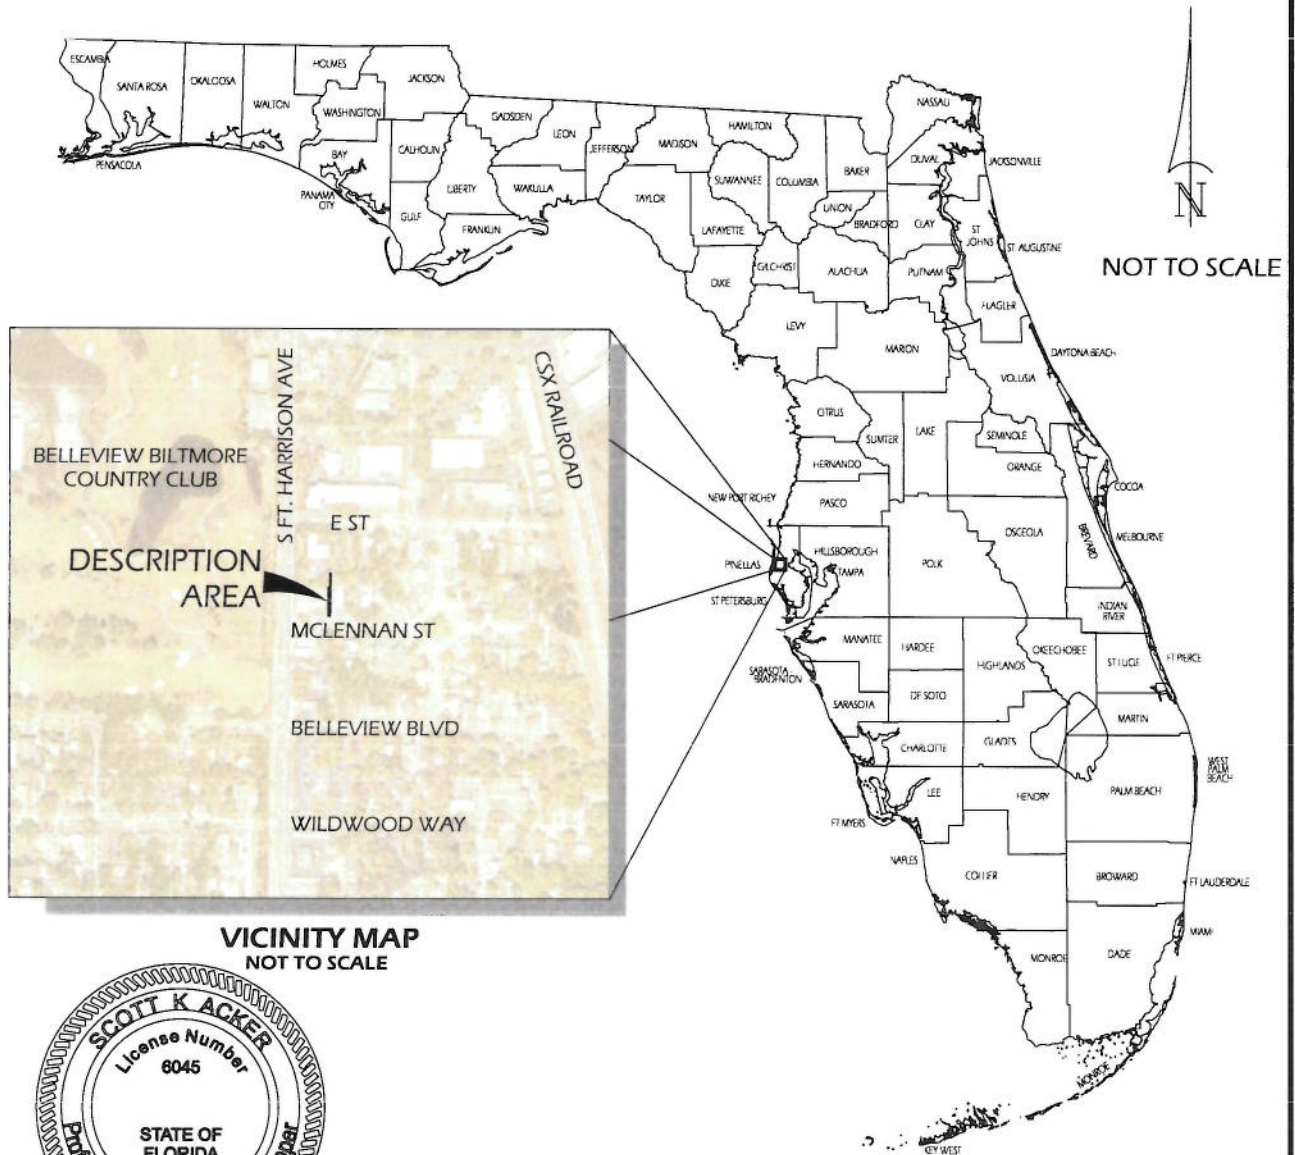 ESCAMBIA
SANTA ROSA
OKALOOSA
WALTON
HOLMES
JACKSON
WASHINGTON
BAY
CALHOUN
GULF
LIBERTY
GADSDEN
LEON
WAKULLA
FRANKLIN
JEFFERSON
MADISON
HAMILTON
TAYLOR
SUWANNEE
LAFAYETTE
COLUMBIA
BAKER
NASSAU
DUVAL
JACKSONVILLE
PENSACOLA
PANAMA
CITY
UNION
BRADFORD
CLAY
ST
JOHNS
ST AUGUSTINE
DIXIE
GILCHRIST
ALACHUA
PUTNAM
FLAGLER
LEVY
MARION
DAYTONA BEACH
VOLUSIA
CITRUS
SUMTER
LAKE
SEMINOLE
ORANGE
HERNANDO
PASCO
NEW PORT RICHEY
COCOA
OSCEOLA
BREVARD
MELBOURNE
PINELLAS
HILLSBOROUGH
TAMPA
POLK
ST PETERSBURG
INDIAN
RIVER
MANATEE
HARDEE
HIGHLANDS
OKEECHOBEE
ST LUCIE
FT PIERCE
SARASOTA
BRADENTON
SARASOTA
DE SOTO
MARTIN
CHARLOTTE
GLADES
WEST
PALM
BEACH
LEE
HENDRY
PALM BEACH
FT MYERS
NAPLES
COLLIER
BROWARD
FT LAUDERDALE
MONROE
DADE
MIAMI
MONROE
KEY WEST
N
NOT TO SCALE
S FT. HARRISON AVE
CSX RAILROAD
BELLEVIEW BILTMORE
COUNTRY CLUB
E ST
DESCRIPTION
AREA
MCLENNAN ST
BELLEVIEW BLVD
WILDWOOD WAY
VICINITY MAP
NOT TO SCALE
SCOTT K ACKER
License Number
6045
STATE OF
FLORIDA